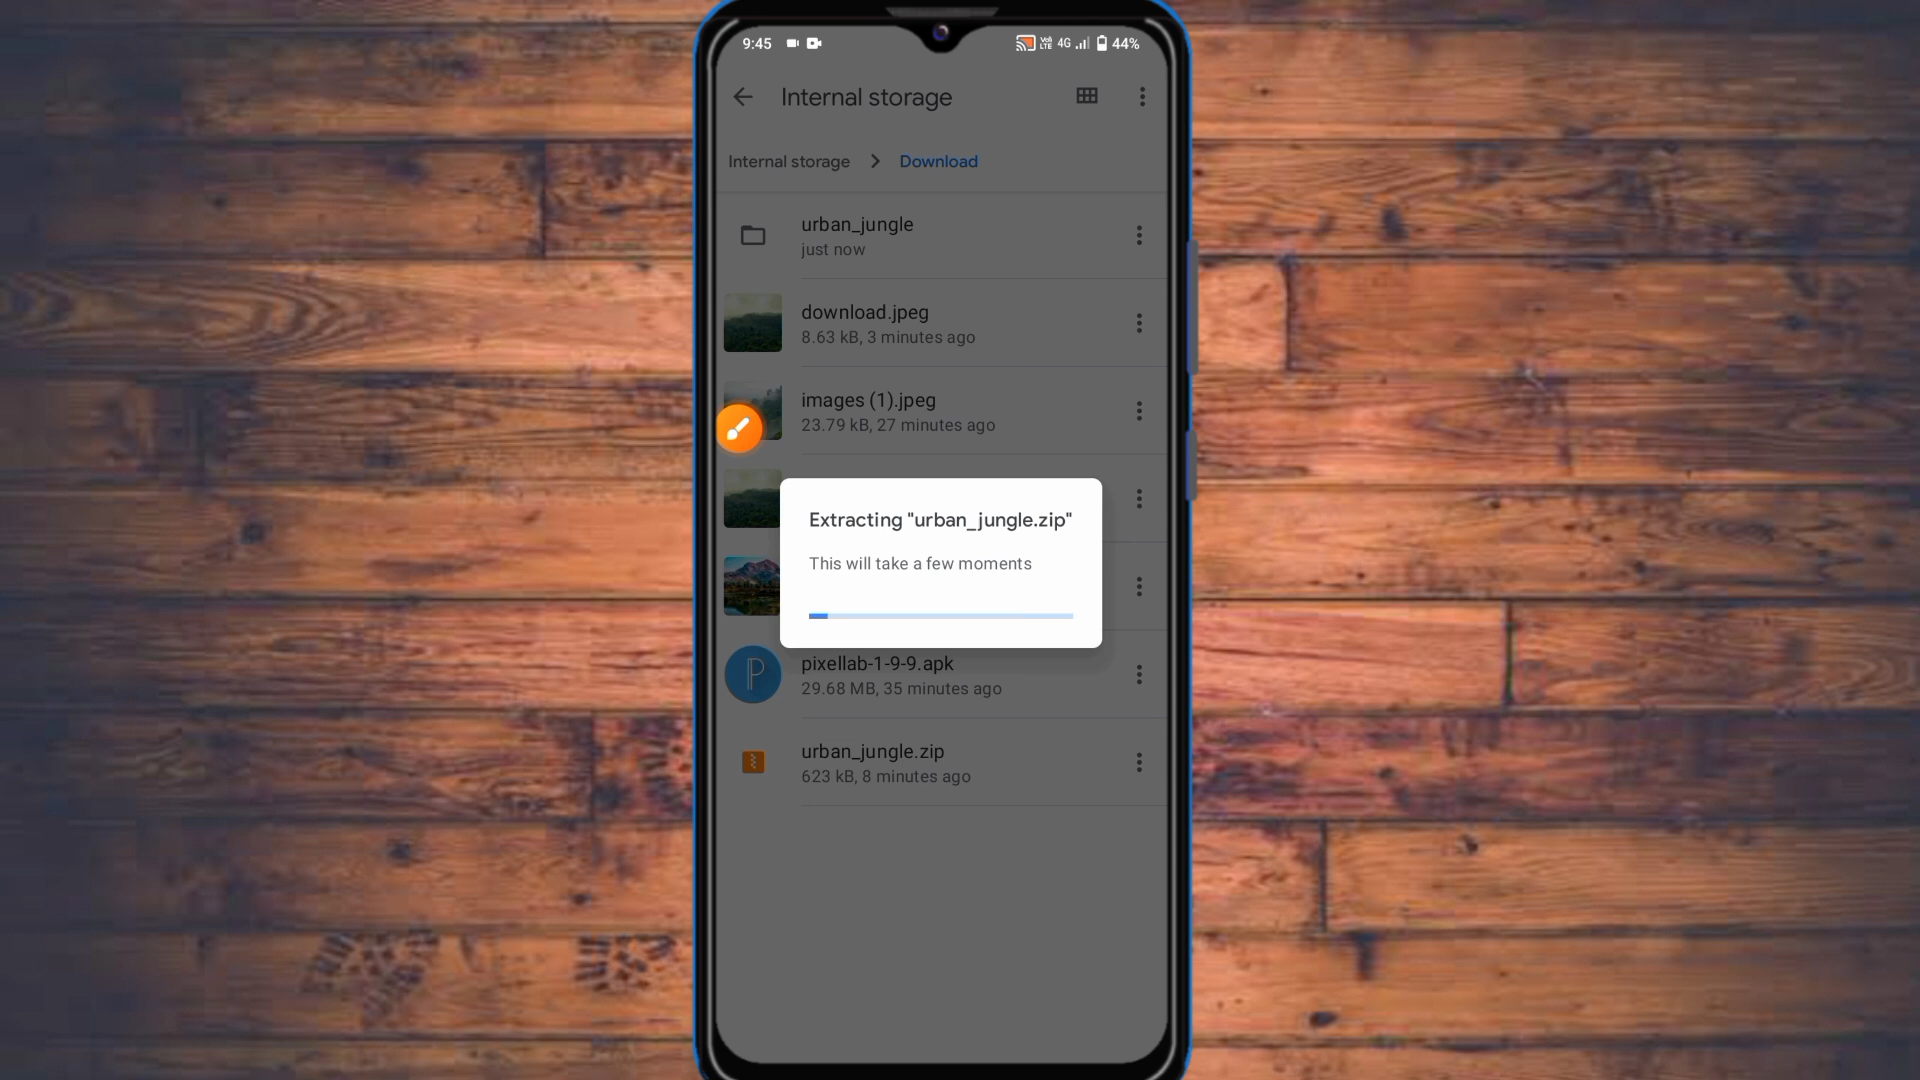 9:45
Vo)) LTE 4G 44%
Internal storage
Internal storage > Download
urban_jungle
just now
download.jpeg
8.63 kB, 3 minutes ago
images (1).jpeg
23.79 kB, 27 minutes ago
Extracting "urban_jungle.zip"
This will take a few moments
pixellab-1-9-9.apk
29.68 MB, 35 minutes ago
urban_jungle.zip
623 kB, 8 minutes ago